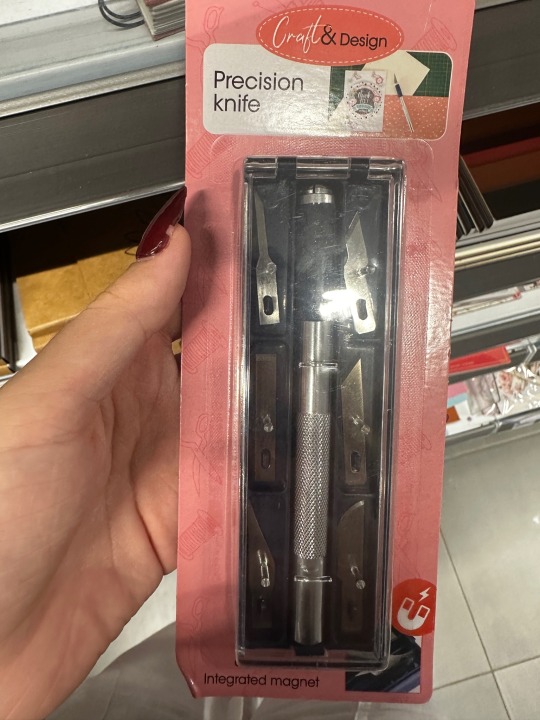 Craft & Design
Precision
knife
Integrated magnet